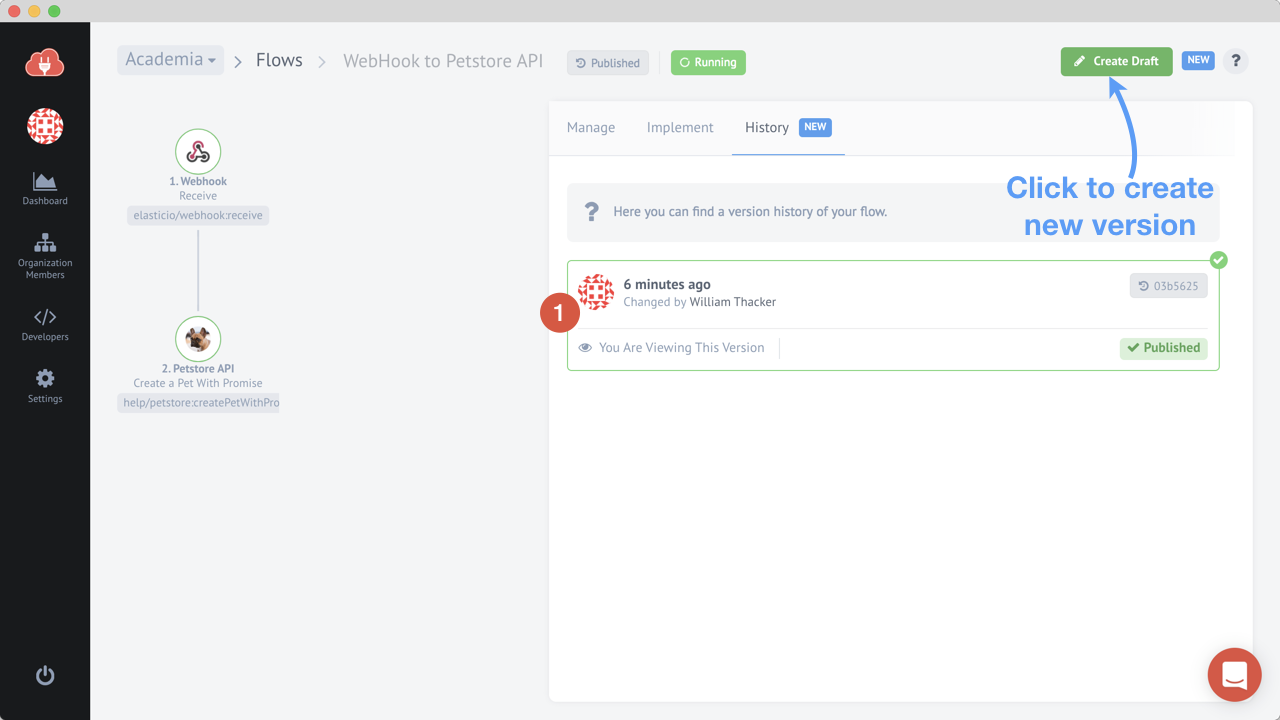 Academia
Flows
WebHook to Petstore API
Published
Running
Create Draft
NEW
?
Dashboard
Organization
Members
Developers
Settings
1. Webhook
Receive
elasticio/webhook:receive
2. Petstore API
Create a Pet With Promise
help/petstore:createPetWithPro
Manage
Implement
History
NEW
Click to create
new version
? Here you can find a version history of your flow.
1
6 minutes ago
Changed by William Thacker
03b5625
You Are Viewing This Version
Published